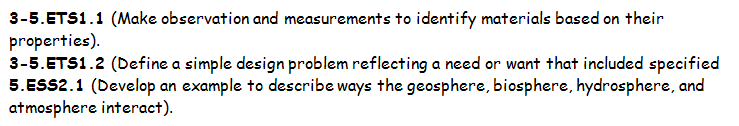 3-5.ETS1.1 (Make observation and measurements to identify materials based on their
properties).
3-5.ETS1.2 (Define a simple design problem reflecting a need or want that included specified
5.ESS2.1 (Develop an example to describe ways the geosphere, biosphere, hydrosphere, and
atmosphere interact).